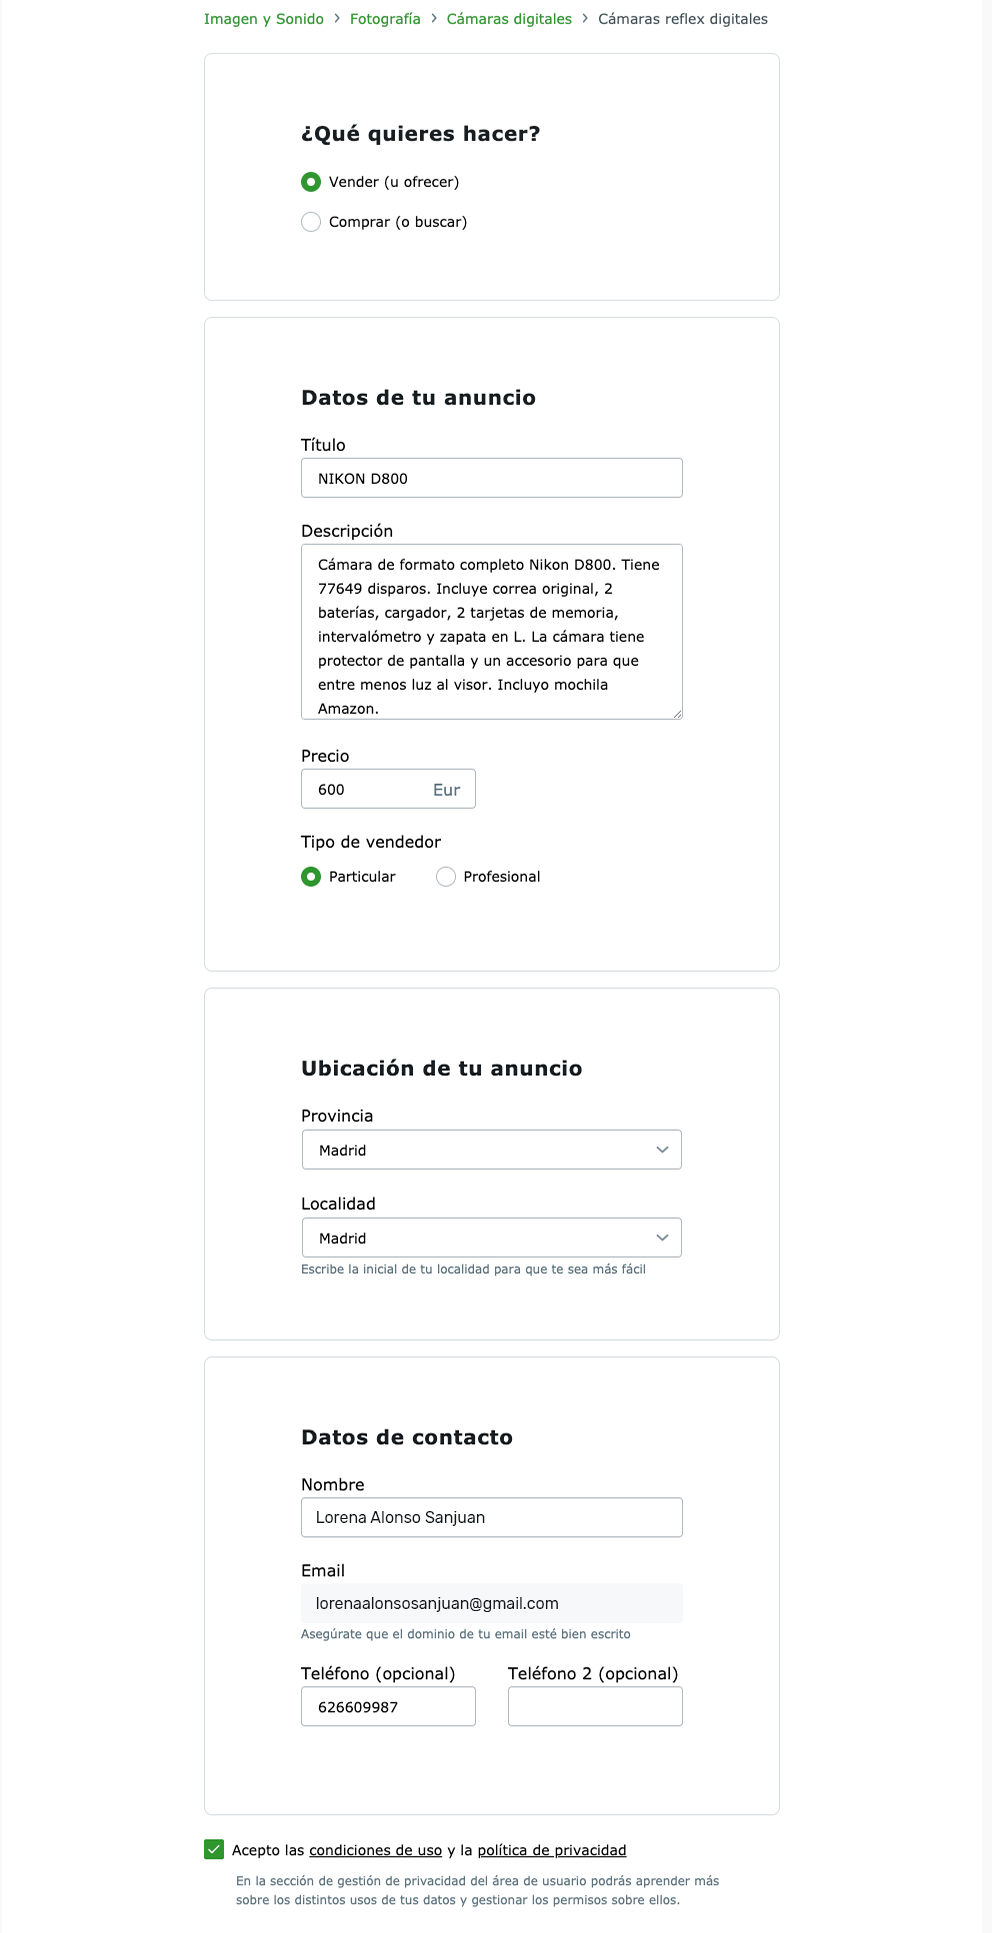 Imagen y Sonido > Fotografía > Cámaras digitales > Cámaras reflex digitales
¿Qué quieres hacer?
Vender (u ofrecer)
Comprar (o buscar)
Datos de tu anuncio
Título
NIKON D800
Descripción
Cámara de formato completo Nikon D800. Tiene
77649 disparos. Incluye correa original, 2
baterías, cargador, 2 tarjetas de memoria,
intervalómetro y zapata en L. La cámara tiene
protector de pantalla y un accesorio para que
entre menos luz al visor. Incluyo mochila
Amazon.
Precio
600 Eur
Tipo de vendedor
Particular Profesional
Ubicación de tu anuncio
Provincia
Madrid
Localidad
Madrid
Escribe la inicial de tu localidad para que te sea más fácil
Datos de contacto
Nombre
Lorena Alonso Sanjuan
Email
lorenaalonsosanjuan@gmail.com
Asegúrate que el dominio de tu email esté bien escrito
Teléfono (opcional) Teléfono 2 (opcional)
626609987
Acepto las condiciones de uso y la política de privacidad
En la sección de gestión de privacidad del área de usuario podrás aprender más
sobre los distintos usos de tus datos y gestionar los permisos sobre ellos.